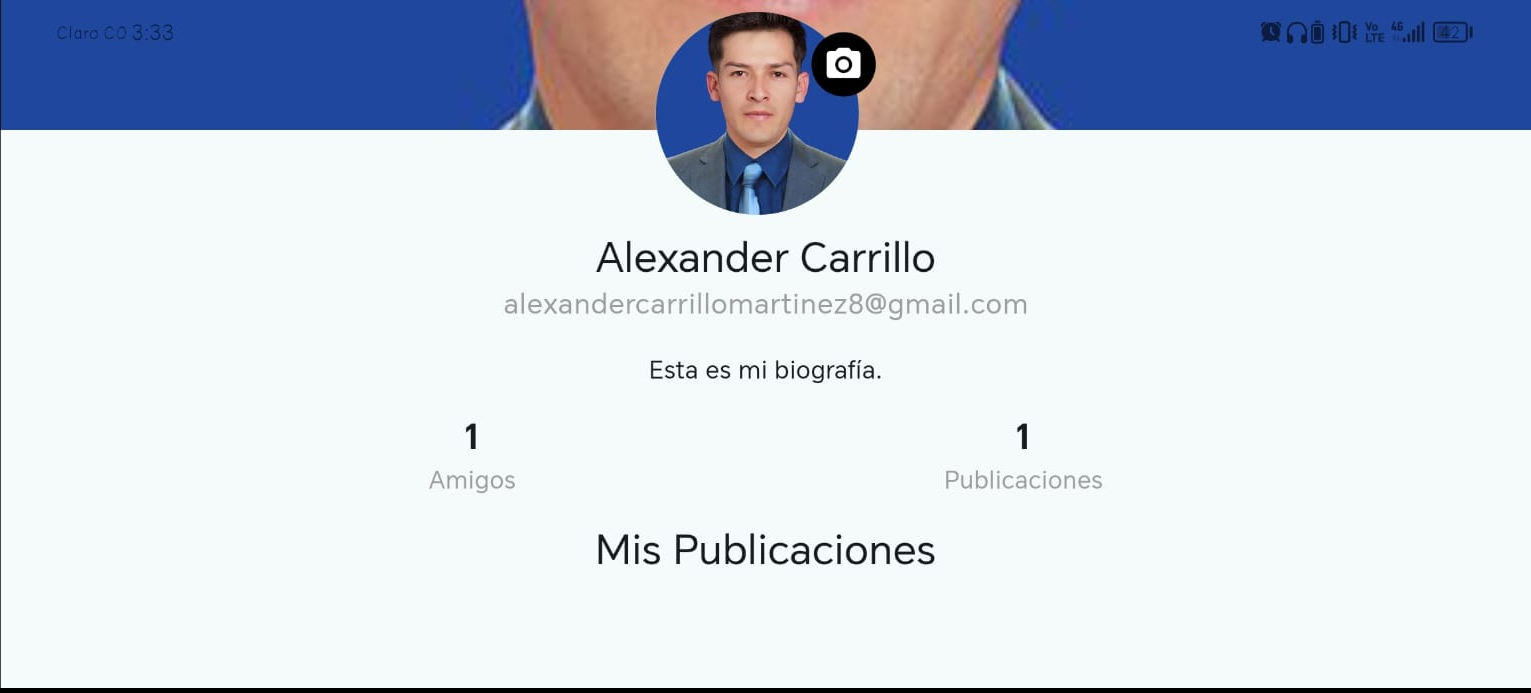 Claro CO 3:33
Vo LTE 4G 42
Alexander Carrillo
alexandercarrillomartinez8@gmail.com
Esta es mi biografía.
1 1
Amigos Publicaciones
Mis Publicaciones